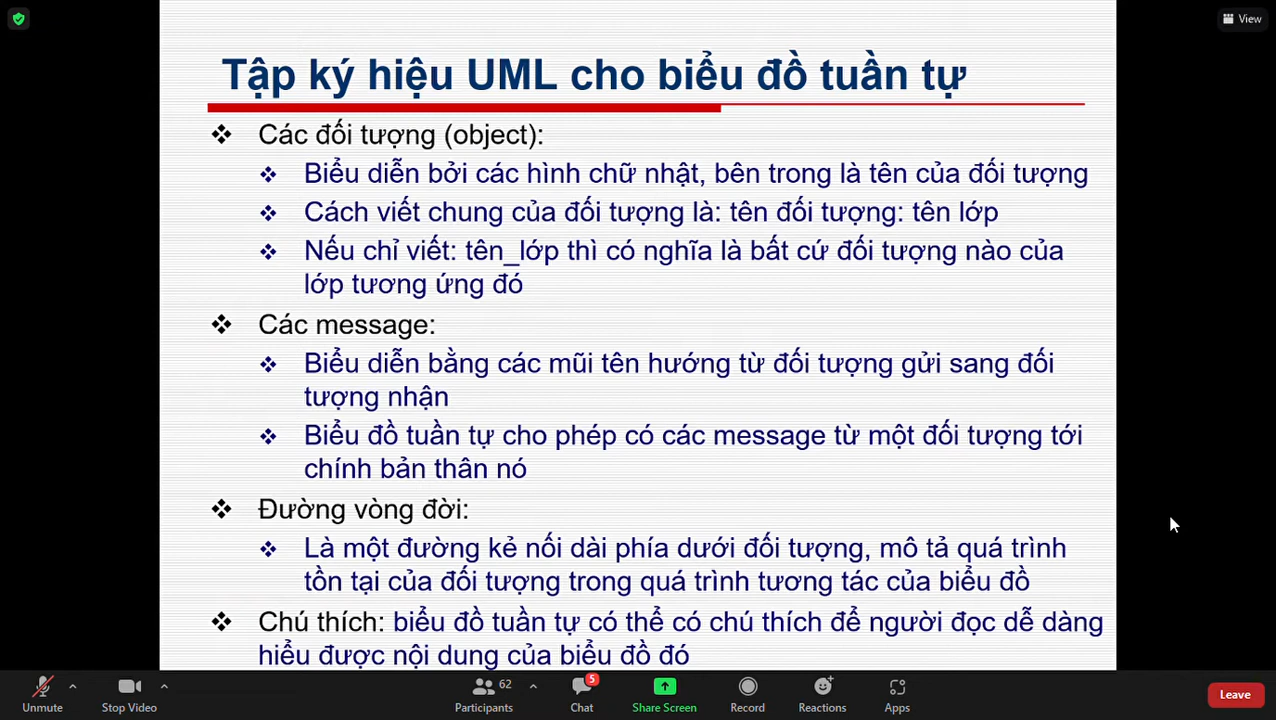 View
Tập ký hiệu UML cho biểu đồ tuần tự
Các đối tượng (object):
Biểu diễn bởi các hình chữ nhật, bên trong là tên của đối tượng
Cách viết chung của đối tượng là: tên đối tượng: tên lớp
Nếu chỉ viết: tên_lớp thì có nghĩa là bất cứ đối tượng nào của
lớp tương ứng đó
Các message:
Biểu diễn bằng các mũi tên hướng từ đối tượng gửi sang đối
tượng nhận
Biểu đồ tuần tự cho phép có các message từ một đối tượng tới
chính bản thân nó
Đường vòng đời:
Là một đường kẻ nối dài phía dưới đối tượng, mô tả quá trình
tồn tại của đối tượng trong quá trình tương tác của biểu đồ
Chú thích: biểu đồ tuần tự có thể có chú thích để người đọc dễ dàng
hiểu được nội dung của biểu đồ đó
Unmute
Stop Video
62
Participants
5
Chat
Share Screen
Record
Reactions
Apps
Leave